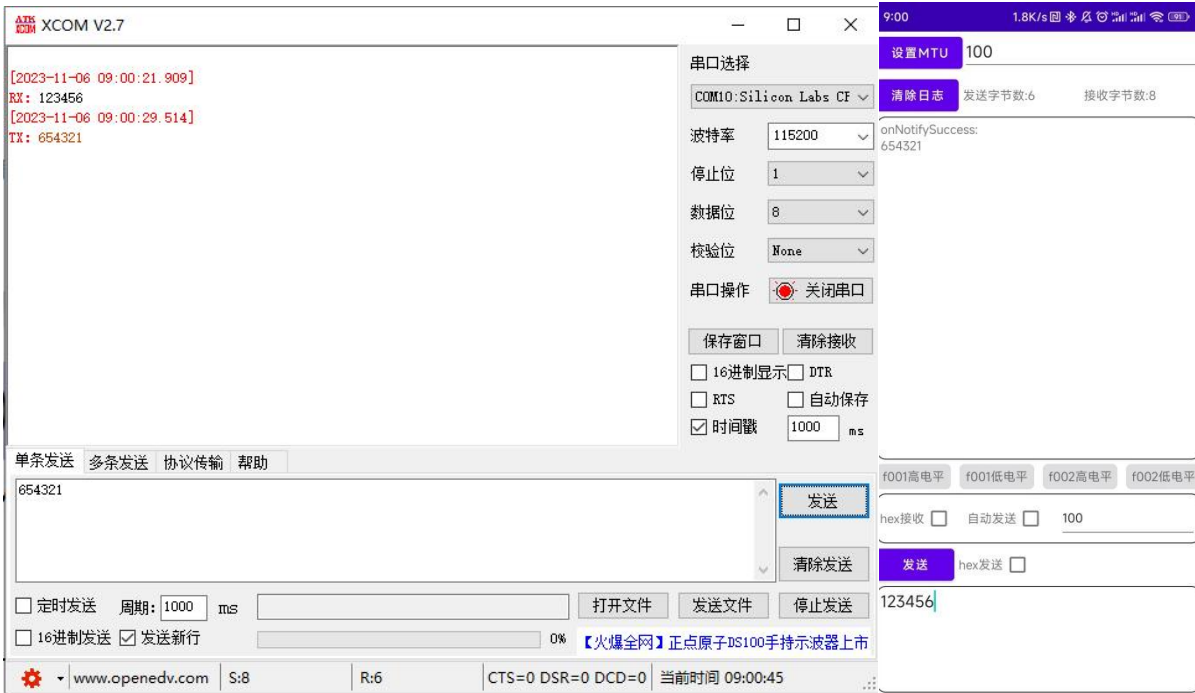 XCOM V2.7
[2023-11-06 09:00:21.909]
RX: 123456
[2023-11-06 09:00:29.514]
TX: 654321
串口选择
COM10:Silicon Labs CF
波特率 115200
停止位 1
数据位 8
校验位 None
串口操作 关闭串口
保存窗口 清除接收
16进制显示 DTR
RTS 自动保存
时间戳 1000 ms
单条发送 多条发送 协议传输 帮助
654321
发送
清除发送
定时发送 周期: 1000 ms 打开文件 发送文件 停止发送
16进制发送 发送新行 0% 【火爆全网】正点原子DS100手持示波器上市
www.openedv.com S:8 R:6 CTS=0 DSR=0 DCD=0 当前时间 09:00:45
9:00 1.8K/s
设置MTU 100
清除日志 发送字节数:6 接收字节数:8
onNotifySuccess:
654321
f001高电平 f001低电平 f002高电平 f002低电平
hex接收 自动发送 100
发送 hex发送
123456